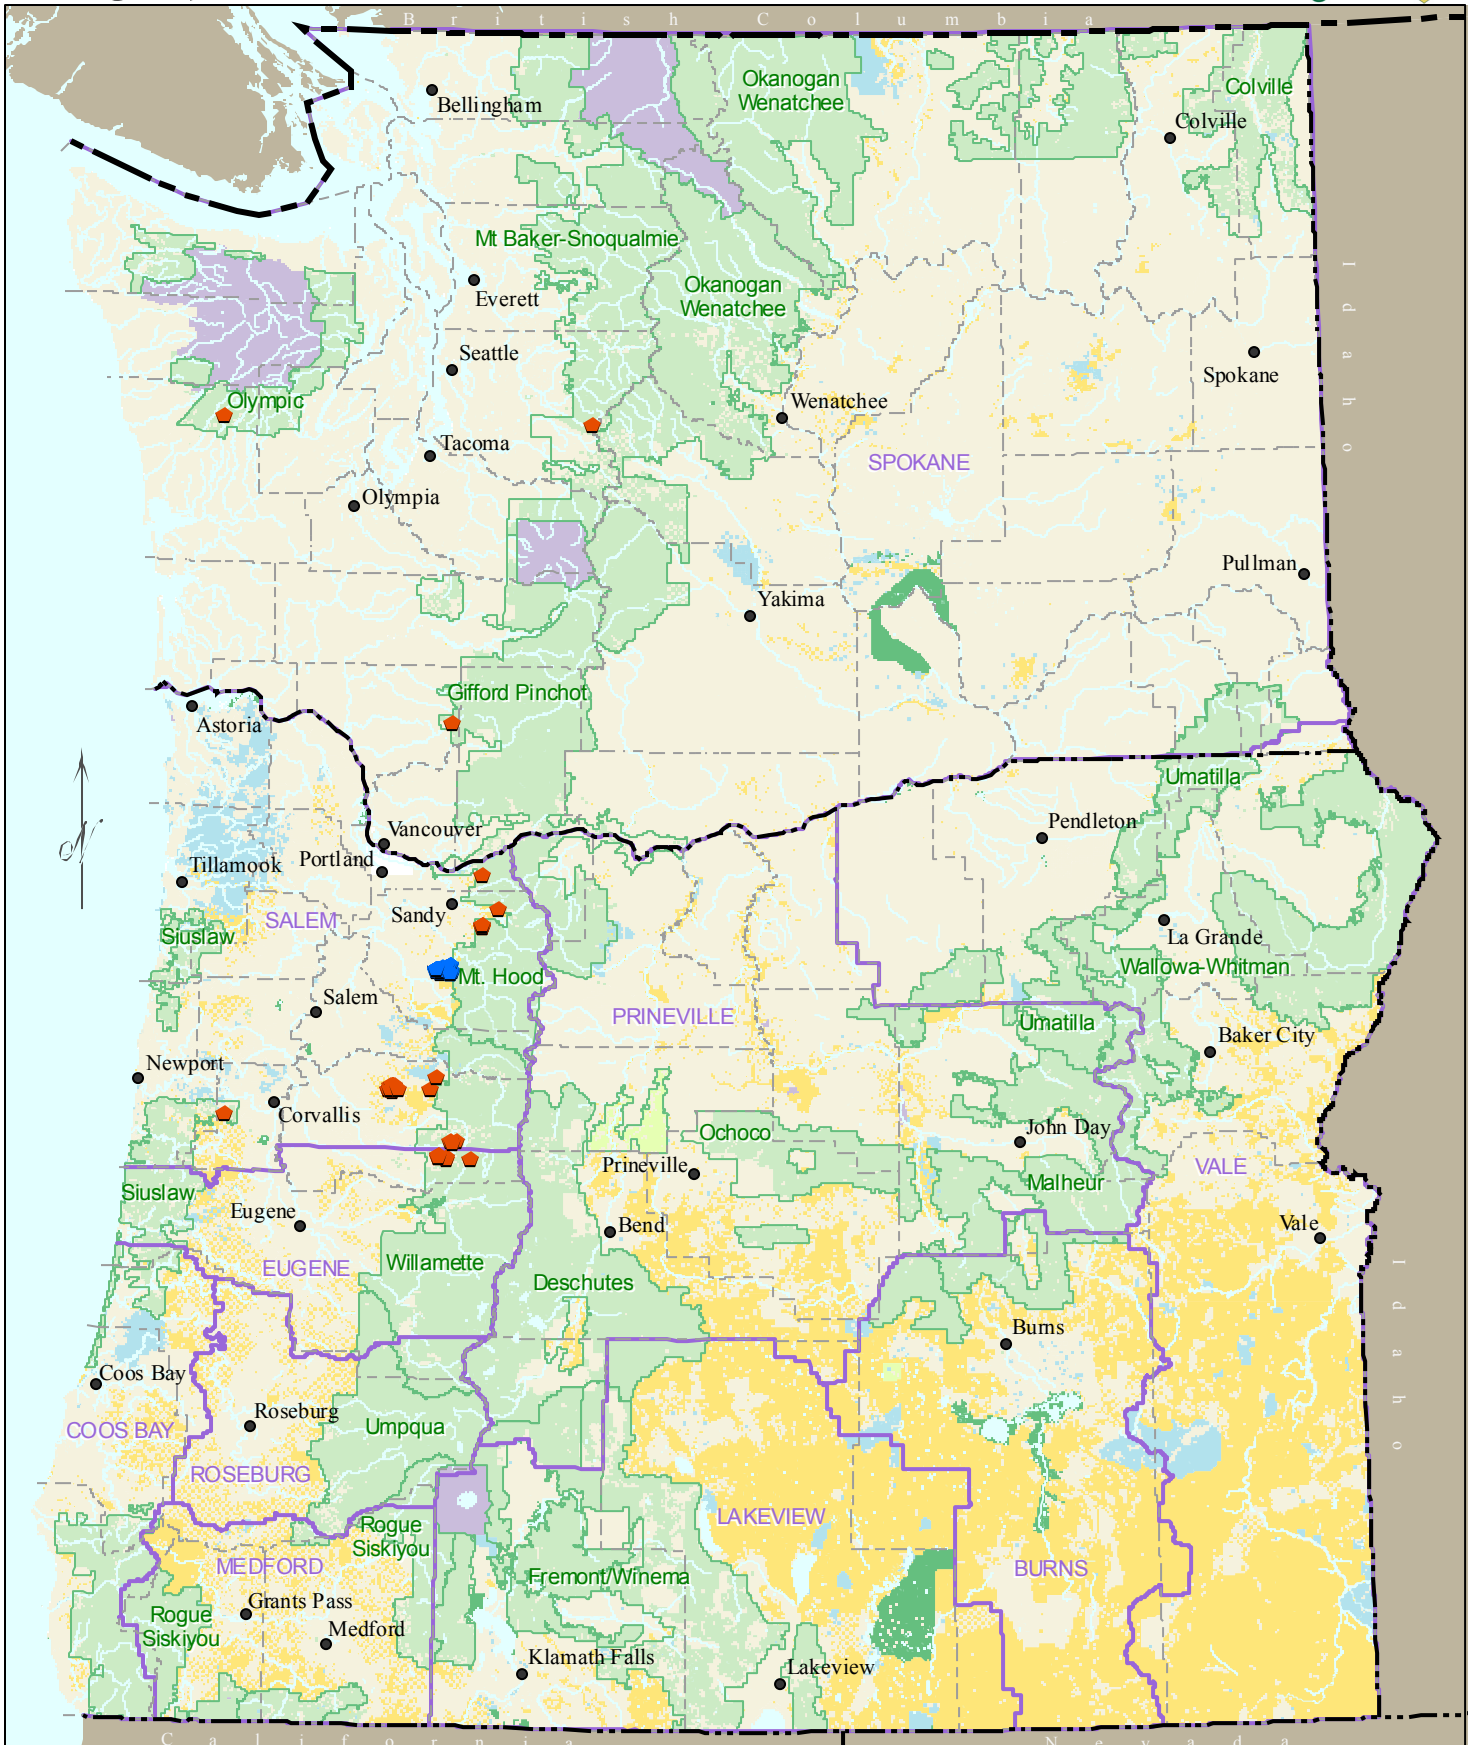 British Columbia
Okanogan
Wenatchee
Colville
Bellingham
Colville
Mt Baker-Snoqualmie
Everett
Okanogan
Wenatchee
Idaho
Seattle
Spokane
Olympic
Wenatchee
Tacoma
SPOKANE
Olympia
Pullman
Yakima
Gifford Pinchot
Astoria
Umatilla
Vancouver
Pendleton
Portland
Tillamook
N
Sandy
SALEM
Siuslaw
La Grande
Wallowa-Whitman
Mt. Hood
Salem
PRINEVILLE
Umatilla
Baker City
Newport
Corvallis
Ochoco
John Day
Prineville
VALE
Siuslaw
Malheur
Eugene
Bend
Vale
EUGENE
Willamette
Deschutes
Idaho
Burns
Coos Bay
Roseburg
Umpqua
COOS BAY
ROSEBURG
LAKEVIEW
Rogue
Siskiyou
MEDFORD
Fremont/Winema
BURNS
Grants Pass
Rogue
Siskiyou
Medford
Klamath Falls
Lakeview
California
Nevada